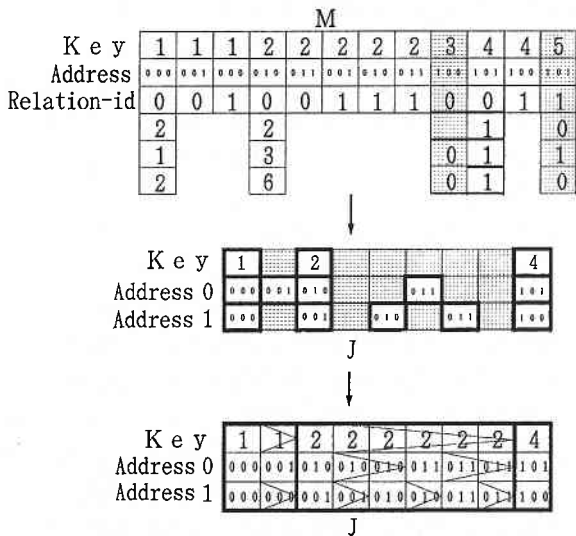 M
Key 1 1 1 2 2 2 2 2 3 4 4 5
Address 000 001 000 010 011 001 010 011 100 101 100 101
Relation-id 0 0 1 0 0 1 1 1 0 0 1 1
2 2 1 0
1 3 0 1 1
2 6 0 1 0
Key 1 2 4
Address 0 000 001 010 011 101
Address 1 000 001 010 011 100
J
Key 1 1 2 2 2 2 2 2 4
Address 0 000 001 010 010 010 011 011 011 101
Address 1 000 000 001 001 010 010 011 011 100
J